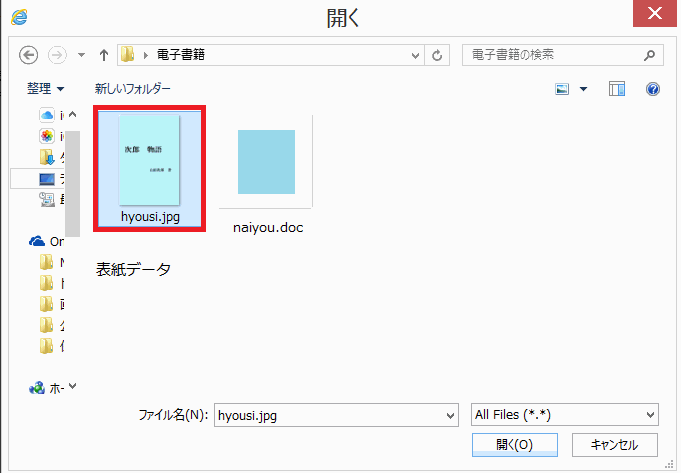 開く
電子書籍
電子書籍の検索
整理
新しいフォルダー
次郎 物語
hyousi.jpg
naiyou.doc
表紙データ
On
ホー
ファイル名(N):
hyousi.jpg
All Files (*.*)
開く(O)
キャンセル